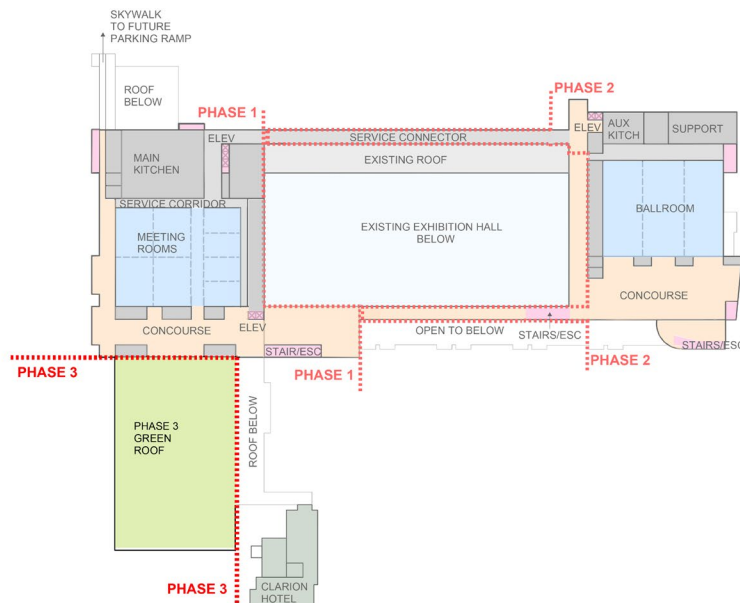 SKYWALK
TO FUTURE
PARKING RAMP
ROOF
BELOW
PHASE 1
PHASE 2
ELEV
SERVICE CONNECTOR
ELEV
AUX
KITCH
SUPPORT
MAIN
KITCHEN
EXISTING ROOF
SERVICE CORRIDOR
MEETING
ROOMS
EXISTING EXHIBITION HALL
BELOW
BALLROOM
CONCOURSE
CONCOURSE
ELEV
OPEN TO BELOW
STAIRS/ESC
STAIR/ESC
STAIRS/ESC
PHASE 3
PHASE 1
PHASE 2
PHASE 3
GREEN
ROOF
ROOF BELOW
PHASE 3
CLARION
HOTEL